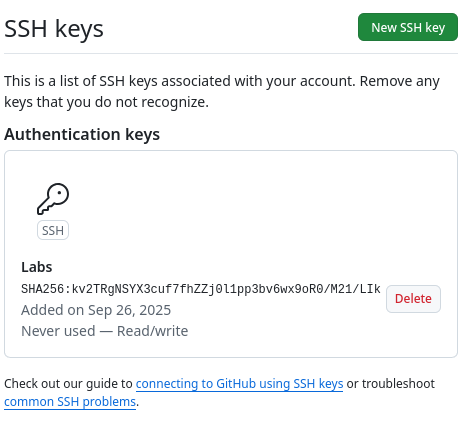 SSH keys
New SSH key
This is a list of SSH keys associated with your account. Remove any
keys that you do not recognize.
Authentication keys
SSH
Labs
SHA256:kv2TRgNSYX3cuf7fhZZj0l1pp3bv6wx9oR0/M21/LIk
Delete
Added on Sep 26, 2025
Never used — Read/write
Check out our guide to connecting to GitHub using SSH keys or troubleshoot
common SSH problems.